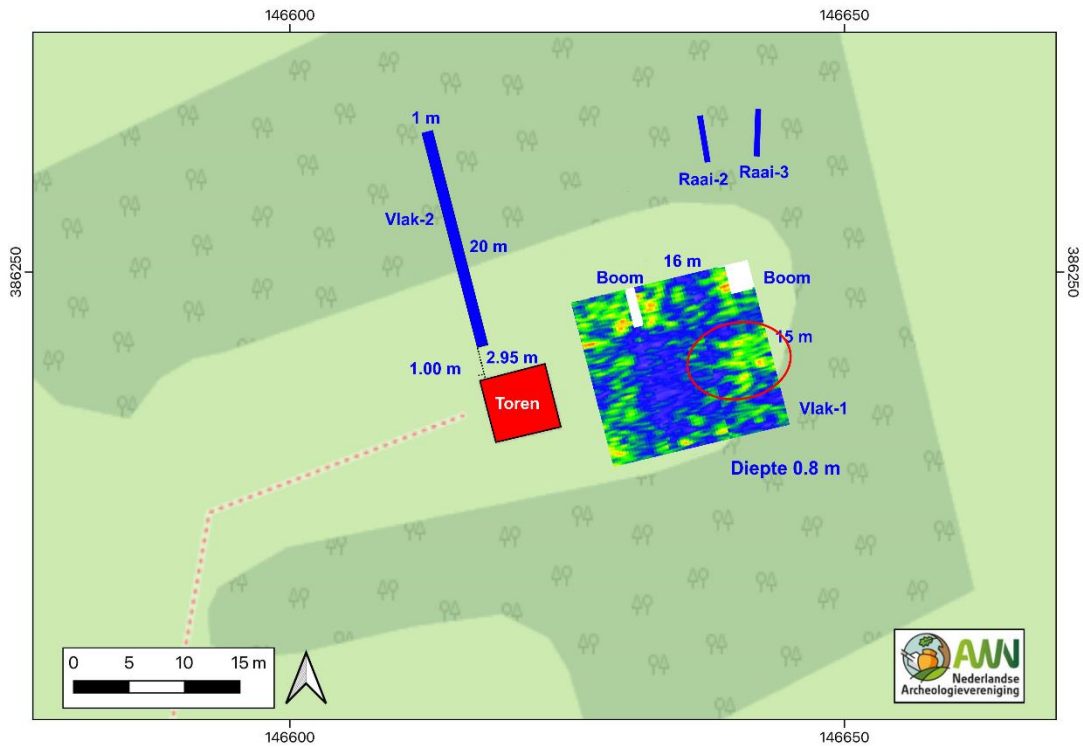 146600
146650
1 m
Raai-2
Raai-3
Vlak-2
20 m
386250
386250
16 m
Boom
Boom
15 m
2.95 m
1.00 m
Toren
Vlak-1
Diepte 0.8 m
0 5 10 15 m
AWN
Nederlandse
Archeologievereniging
146600
146650